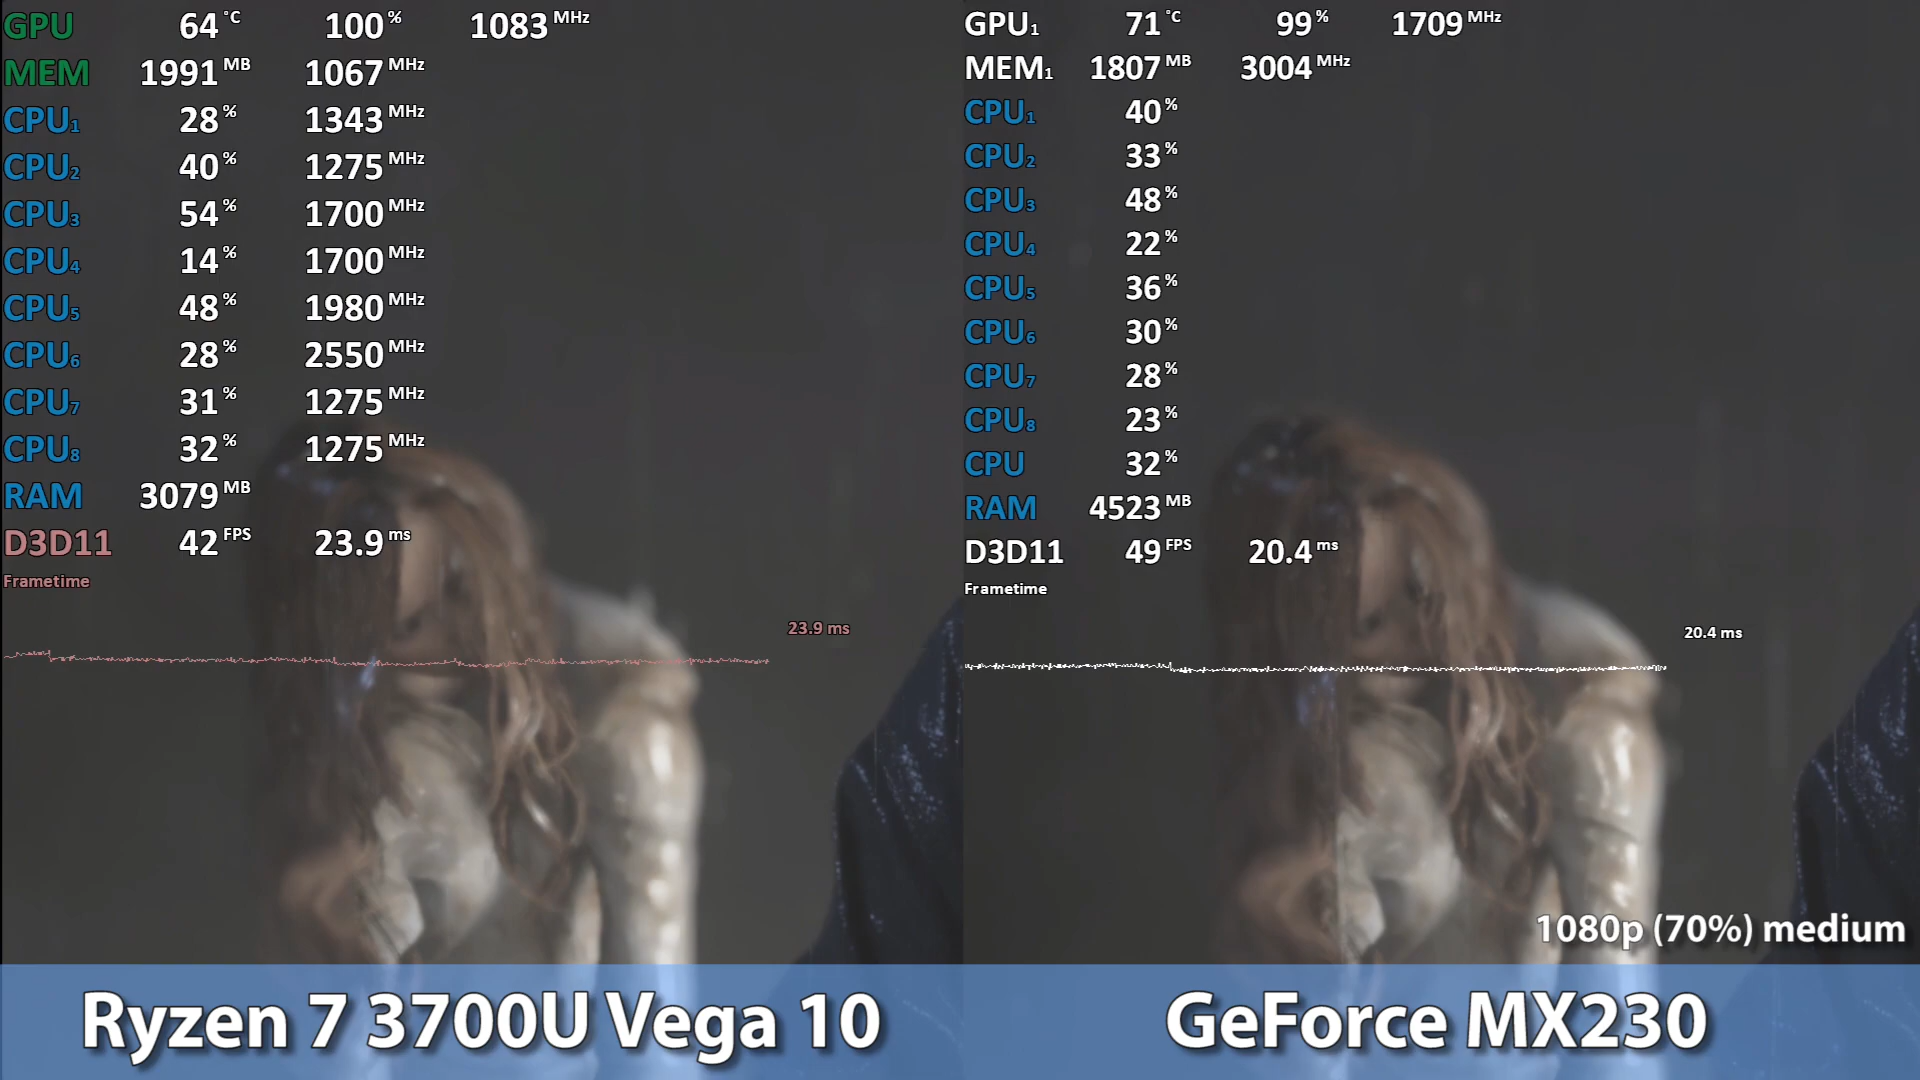 GPU 64 °C 100 % 1083 MHz
MEM 1991 MB 1067 MHz
CPU1 28 % 1343 MHz
CPU2 40 % 1275 MHz
CPU3 54 % 1700 MHz
CPU4 14 % 1700 MHz
CPU5 48 % 1980 MHz
CPU6 28 % 2550 MHz
CPU7 31 % 1275 MHz
CPU8 32 % 1275 MHz
RAM 3079 MB
D3D11 42 FPS 23.9 ms
Frametime
23.9 ms
Ryzen 7 3700U Vega 10
GPU1 71 °C 99 % 1709 MHz
MEM1 1807 MB 3004 MHz
CPU1 40 %
CPU2 33 %
CPU3 48 %
CPU4 22 %
CPU5 36 %
CPU6 30 %
CPU7 28 %
CPU8 23 %
CPU 32 %
RAM 4523 MB
D3D11 49 FPS 20.4 ms
Frametime
20.4 ms
1080p (70%) medium
GeForce MX230